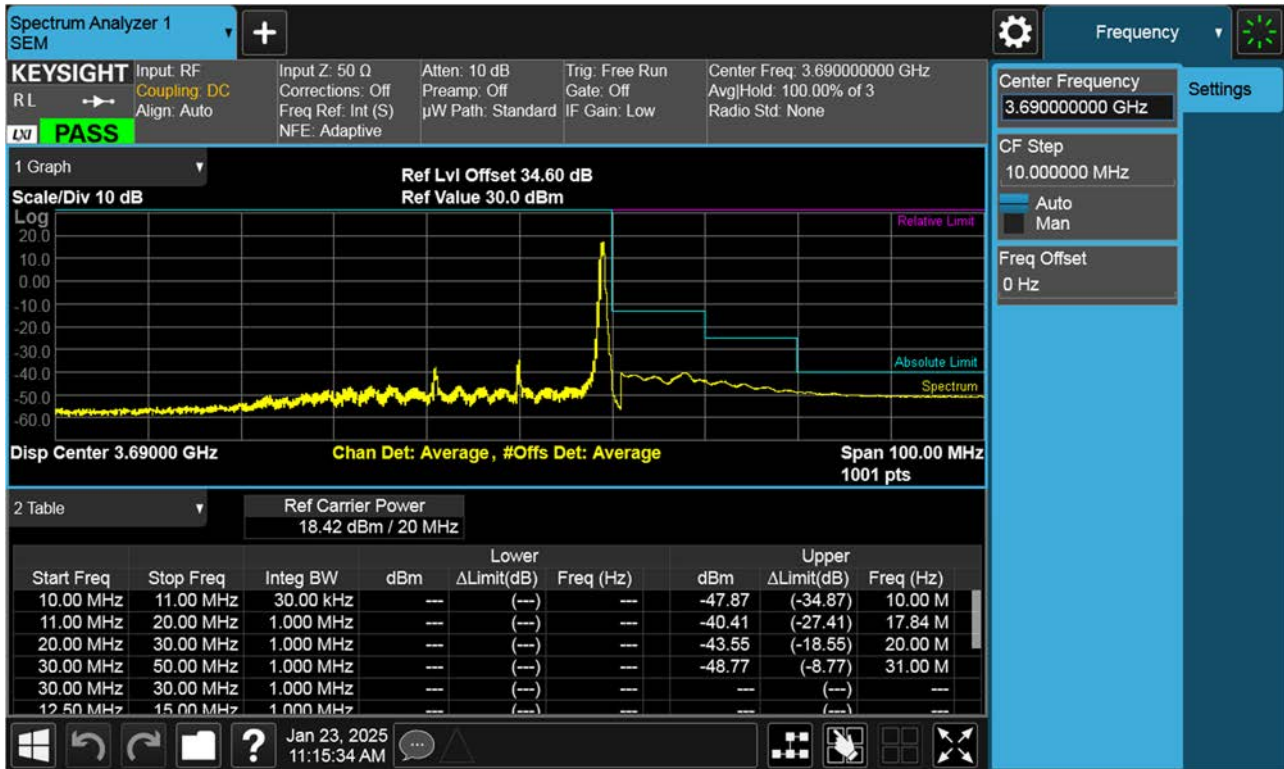 Spectrum Analyzer 1
SEM
Frequency
KEYSIGHT
RL
LXI PASS
Input: RF
Coupling: DC
Align: Auto
Input Z: 50 Ω
Corrections: Off
Freq Ref: Int (S)
NFE: Adaptive
Atten: 10 dB
Preamp: Off
µW Path: Standard
Trig: Free Run
Gate: Off
IF Gain: Low
Center Freq: 3.690000000 GHz
Avg|Hold: 100.00% of 3
Radio Std: None
Center Frequency
3.690000000 GHz
Settings
CF Step
10.000000 MHz
Auto
Man
Freq Offset
0 Hz
1 Graph
Scale/Div 10 dB
Ref Lvl Offset 34.60 dB
Ref Value 30.0 dBm
Log
20.0
10.0
0.00
-10.0
-20.0
-30.0
-40.0
-50.0
-60.0
Relative Limit
Absolute Limit
Spectrum
Disp Center 3.69000 GHz
Chan Det: Average, #Offs Det: Average
Span 100.00 MHz
1001 pts
2 Table
Ref Carrier Power
18.42 dBm / 20 MHz
Lower Upper
Start Freq Stop Freq Integ BW dBm ΔLimit(dB) Freq (Hz) dBm ΔLimit(dB) Freq (Hz)
10.00 MHz 11.00 MHz 30.00 kHz --- (---) --- -47.87 (-34.87) 10.00 M
11.00 MHz 20.00 MHz 1.000 MHz --- (---) --- -40.41 (-27.41) 17.84 M
20.00 MHz 30.00 MHz 1.000 MHz --- (---) --- -43.55 (-18.55) 20.00 M
30.00 MHz 50.00 MHz 1.000 MHz --- (---) --- -48.77 (-8.77) 31.00 M
30.00 MHz 30.00 MHz 1.000 MHz --- (---) --- --- (---) ---
12.50 MHz 15.00 MHz 1.000 MHz --- (---) --- --- (---) ---
Jan 23, 2025
11:15:34 AM